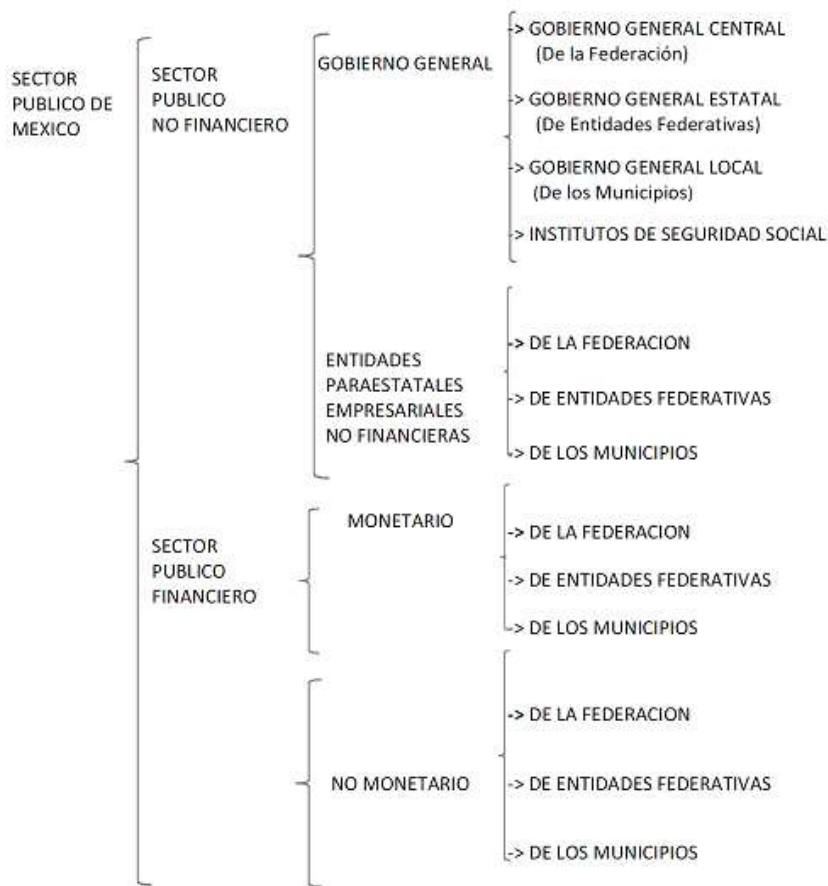 SECTOR
PUBLICO DE
MEXICO
SECTOR
PUBLICO
NO FINANCIERO
GOBIERNO GENERAL
-> GOBIERNO GENERAL CENTRAL
(De la Federación)
-> GOBIERNO GENERAL ESTATAL
(De Entidades Federativas)
-> GOBIERNO GENERAL LOCAL
(De los Municipios)
-> INSTITUTOS DE SEGURIDAD SOCIAL
ENTIDADES
PARAESTATALES
EMPRESARIALES
NO FINANCIERAS
-> DE LA FEDERACION
-> DE ENTIDADES FEDERATIVAS
-> DE LOS MUNICIPIOS
SECTOR
PUBLICO
FINANCIERO
MONETARIO
-> DE LA FEDERACION
-> DE ENTIDADES FEDERATIVAS
-> DE LOS MUNICIPIOS
NO MONETARIO
-> DE LA FEDERACION
-> DE ENTIDADES FEDERATIVAS
-> DE LOS MUNICIPIOS